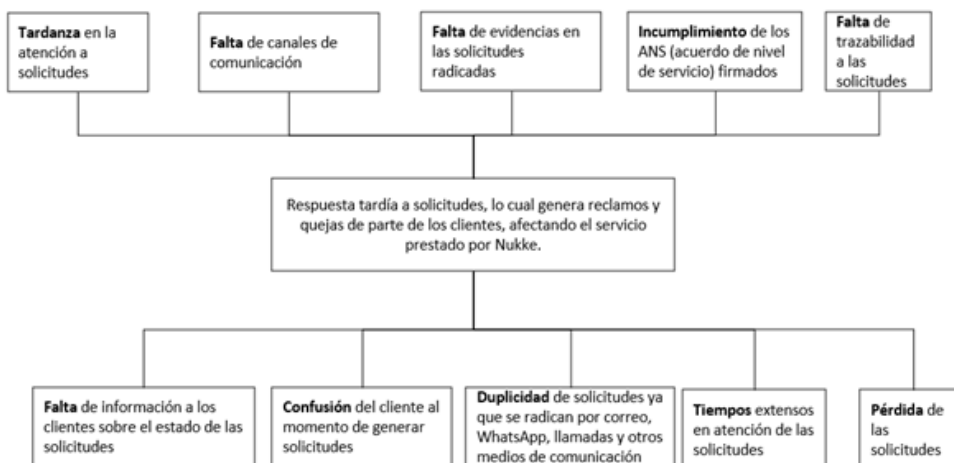 Tardanza en la
atención a
solicitudes
Falta de canales de
comunicación
Falta de evidencias en
las solicitudes
radicadas
Incumplimiento de los
ANS (acuerdo de nivel
de servicio) firmados
Falta de
trazabilidad
a las
solicitudes
Respuesta tardía a solicitudes, lo cual genera reclamos y
quejas de parte de los clientes, afectando el servicio
prestado por Nukke.
Falta de información a los
clientes sobre el estado de las
solicitudes
Confusión del cliente al
momento de generar
solicitudes
Duplicidad de solicitudes ya
que se radican por correo,
WhatsApp, llamadas y otros
medios de comunicación
Tiempos extensos
en atención de las
solicitudes
Pérdida de
las
solicitudes